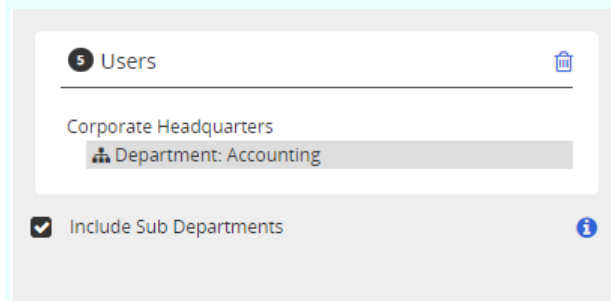 5 Users
Corporate Headquarters
Department: Accounting
Include Sub Departments